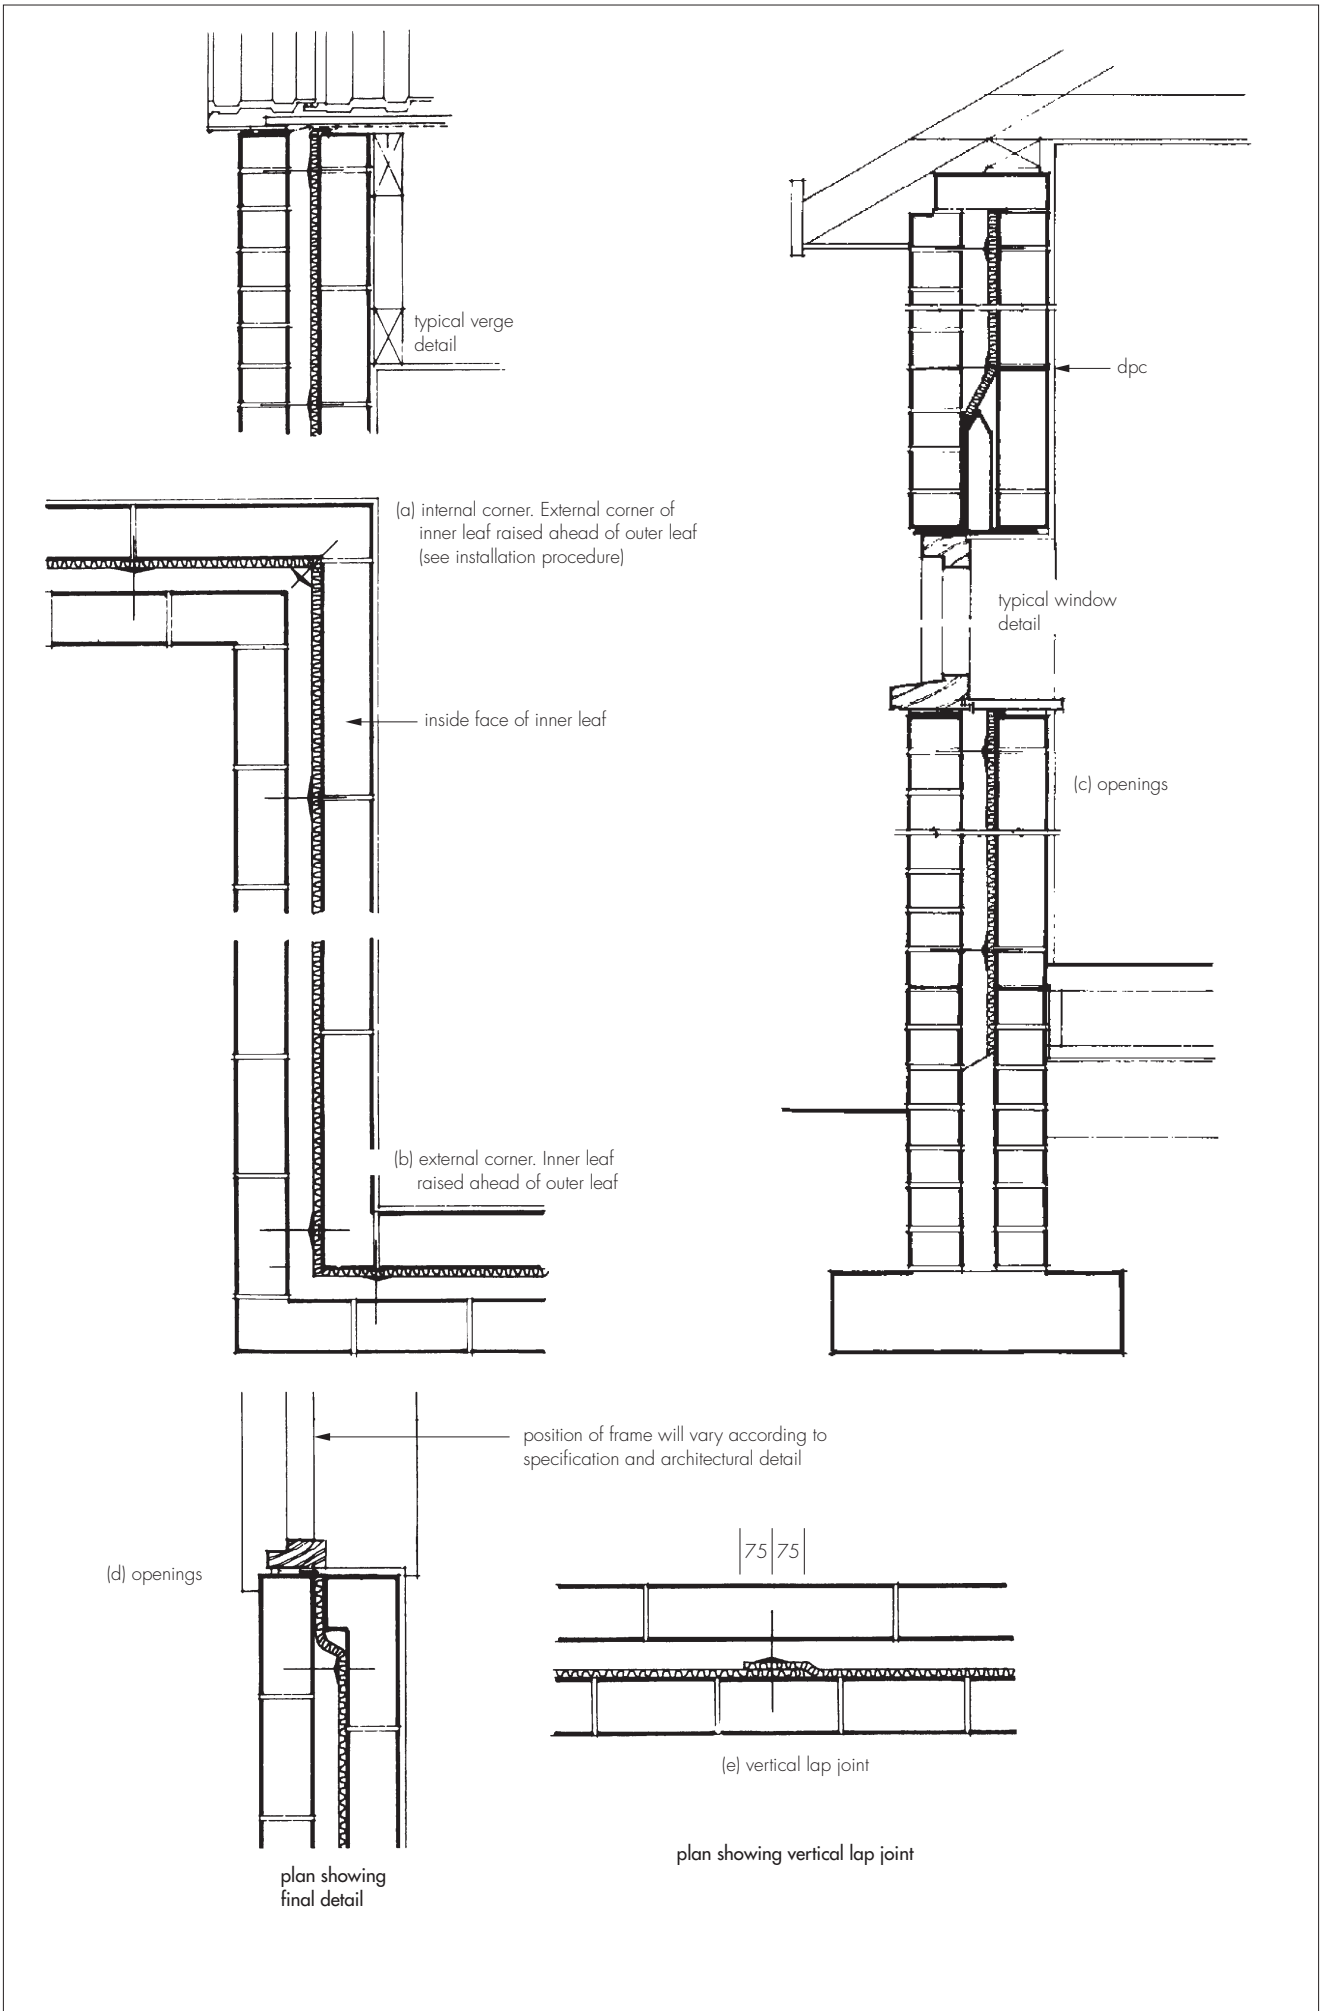 typical verge
detail
dpc
(a) internal corner. External corner of
inner leaf raised ahead of outer leaf
(see installation procedure)
typical window
detail
inside face of inner leaf
(c) openings
(b) external corner. Inner leaf
raised ahead of outer leaf
position of frame will vary according to
specification and architectural detail
75 75
(d) openings
(e) vertical lap joint
plan showing vertical lap joint
plan showing
final detail